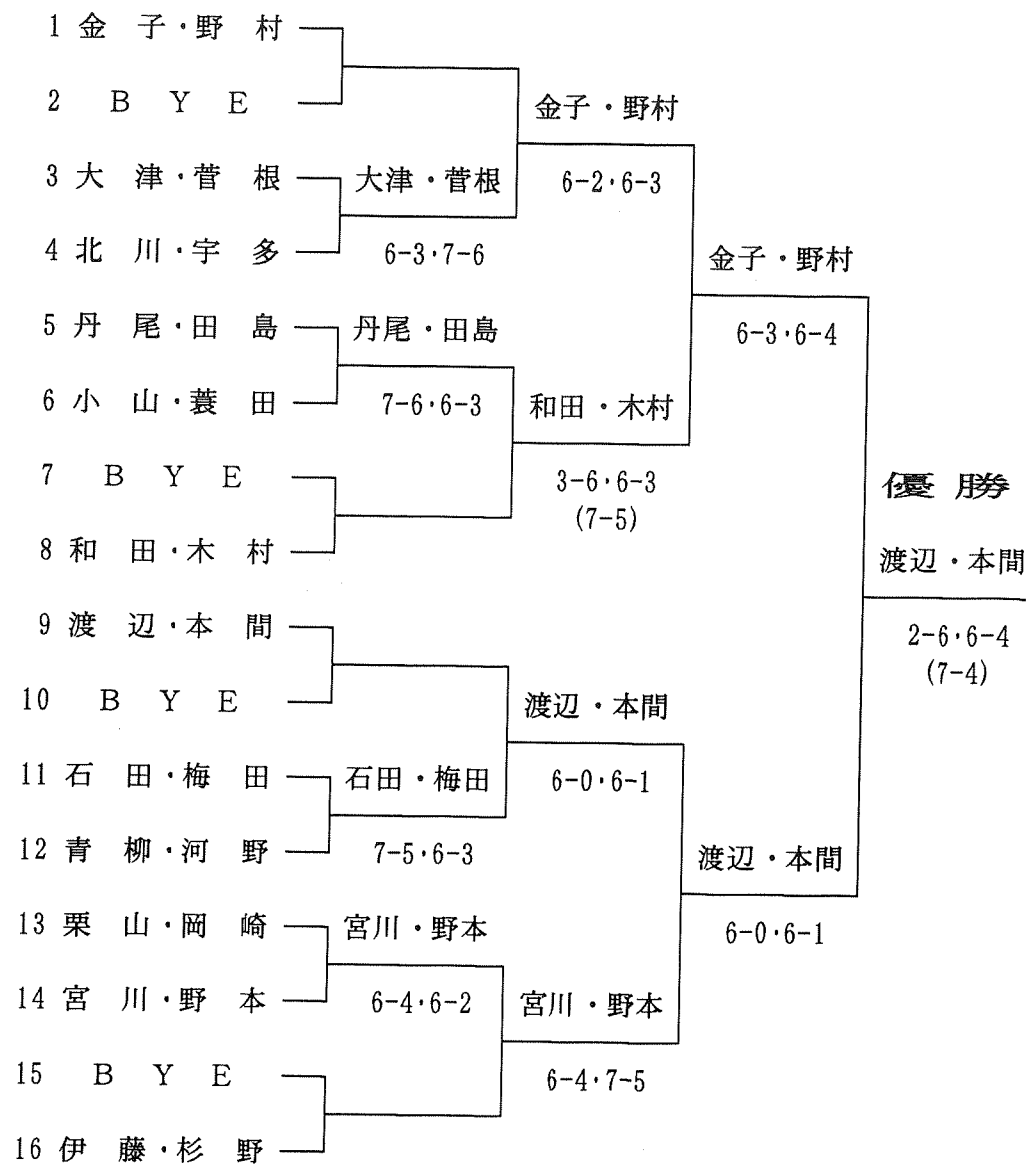 1 金子・野村
2 BYE
金子・野村
3 大津・菅根
大津・菅根
6-2・6-3
4 北川・宇多
6-3・7-6
金子・野村
5 丹尾・田島
丹尾・田島
6-3・6-4
6 小山・蓑田
7-6・6-3
和田・木村
7 BYE
3-6・6-3
(7-5)
優勝
8 和田・木村
渡辺・本間
9 渡辺・本間
2-6・6-4
(7-4)
10 BYE
渡辺・本間
11 石田・梅田
石田・梅田
6-0・6-1
12 青柳・河野
7-5・6-3
渡辺・本間
13 栗山・岡崎
宮川・野本
6-0・6-1
14 宮川・野本
6-4・6-2
宮川・野本
15 BYE
6-4・7-5
16 伊藤・杉野